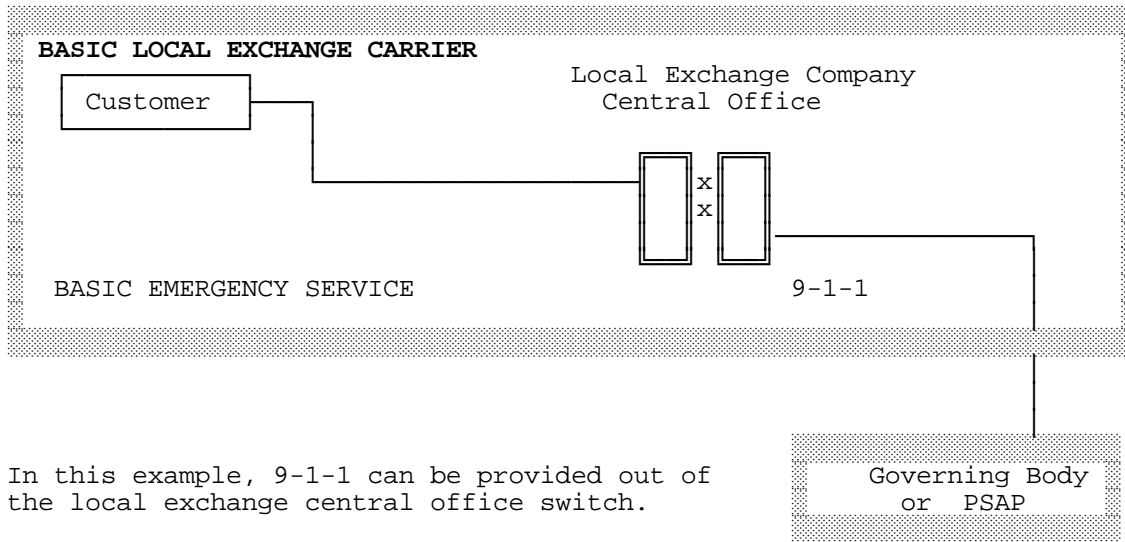 BASIC LOCAL EXCHANGE CARRIER
Local Exchange Company
Customer Central Office
x
x
BASIC EMERGENCY SERVICE 9-1-1
In this example, 9-1-1 can be provided out of
the local exchange central office switch.
Governing Body
or PSAP